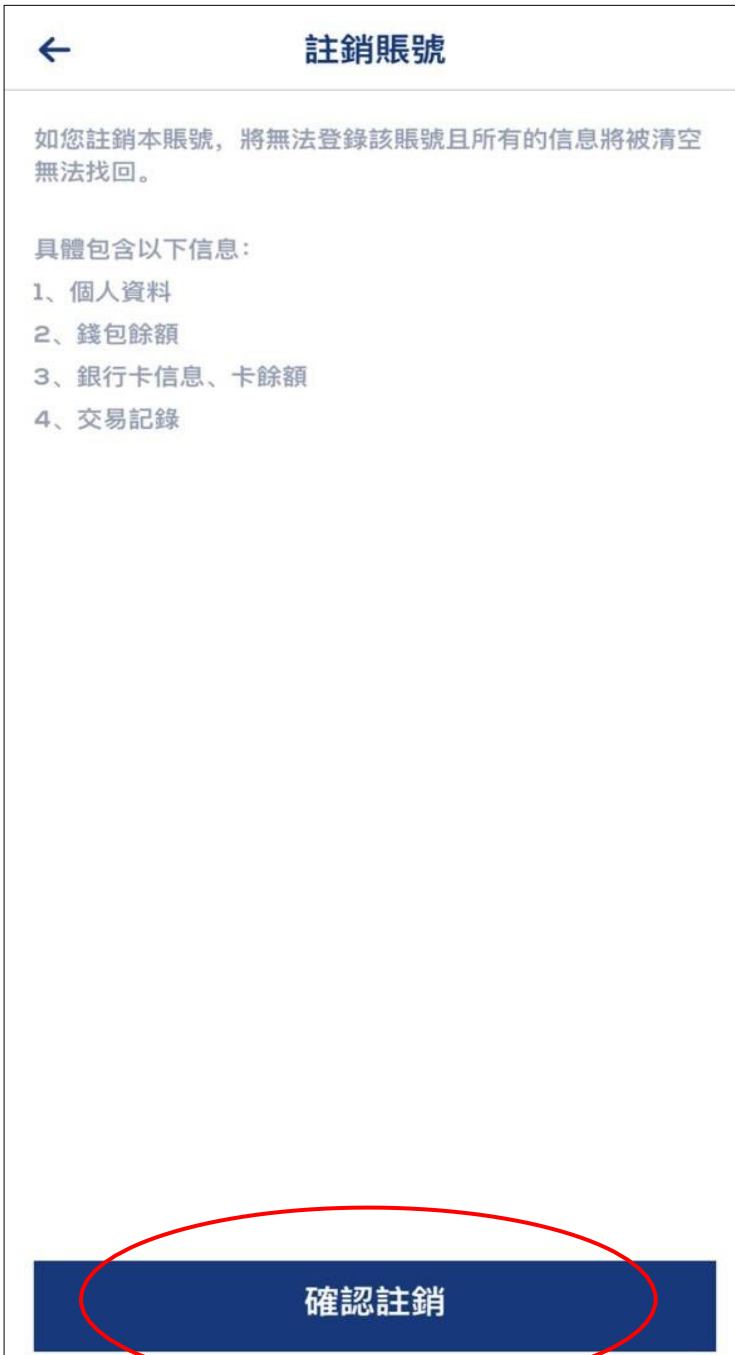 註銷賬號
如您註銷本賬號，將無法登錄該賬號且所有的信息將被清空
無法找回。
具體包含以下信息：
1、個人資料
2、錢包餘額
3、銀行卡信息、卡餘額
4、交易記錄
確認註銷